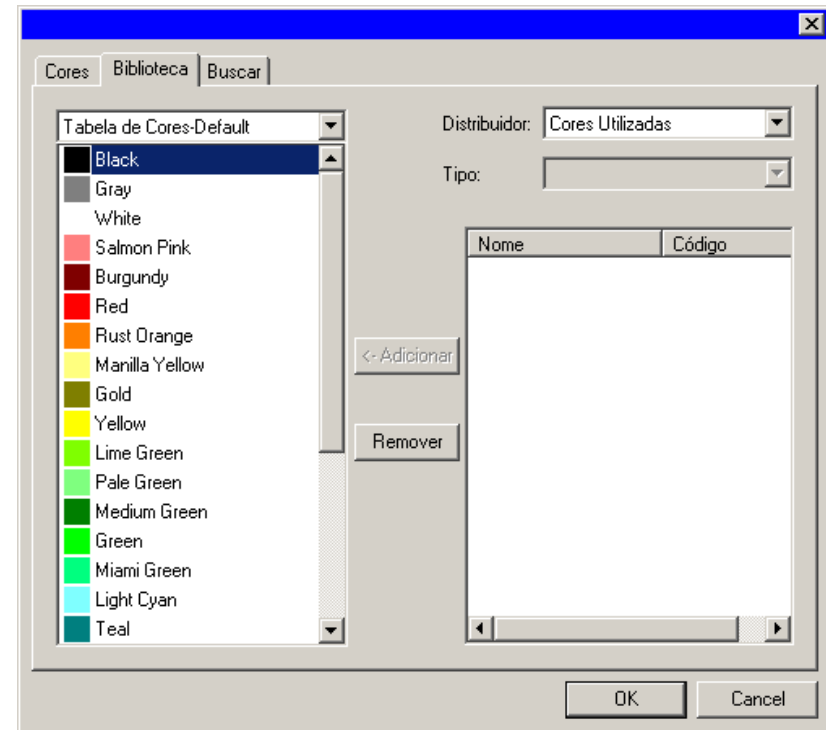 Cores
Biblioteca
Buscar
Tabela de Cores-Default
Black
Gray
White
Salmon Pink
Burgundy
Red
Rust Orange
Manilla Yellow
Gold
Yellow
Lime Green
Pale Green
Medium Green
Green
Miami Green
Light Cyan
Teal
<- Adicionar
Remover
Distribuidor: Cores Utilizadas
Tipo:
Nome Código
OK Cancel